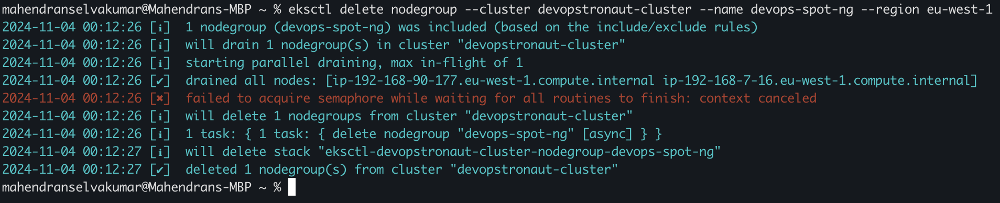 mahendranselvakumar@Mahendrans-MBP ~ % eksctl delete nodegroup --cluster devopstronaut-cluster --name devops-spot-ng --region eu-west-1
2024-11-04 00:12:26 [ℹ]  1 nodegroup (devops-spot-ng) was included (based on the include/exclude rules)
2024-11-04 00:12:26 [ℹ]  will drain 1 nodegroup(s) in cluster "devopstronaut-cluster"
2024-11-04 00:12:26 [ℹ]  starting parallel draining, max in-flight of 1
2024-11-04 00:12:26 [✔]  drained all nodes: [ip-192-168-90-177.eu-west-1.compute.internal ip-192-168-7-16.eu-west-1.compute.internal]
2024-11-04 00:12:26 [✖]  failed to acquire semaphore while waiting for all routines to finish: context canceled
2024-11-04 00:12:26 [ℹ]  will delete 1 nodegroups from cluster "devopstronaut-cluster"
2024-11-04 00:12:26 [ℹ]  1 task: { 1 task: { delete nodegroup "devops-spot-ng" [async] } }
2024-11-04 00:12:27 [ℹ]  will delete stack "eksctl-devopstronaut-cluster-nodegroup-devops-spot-ng"
2024-11-04 00:12:27 [✔]  deleted 1 nodegroup(s) from cluster "devopstronaut-cluster"
mahendranselvakumar@Mahendrans-MBP ~ %